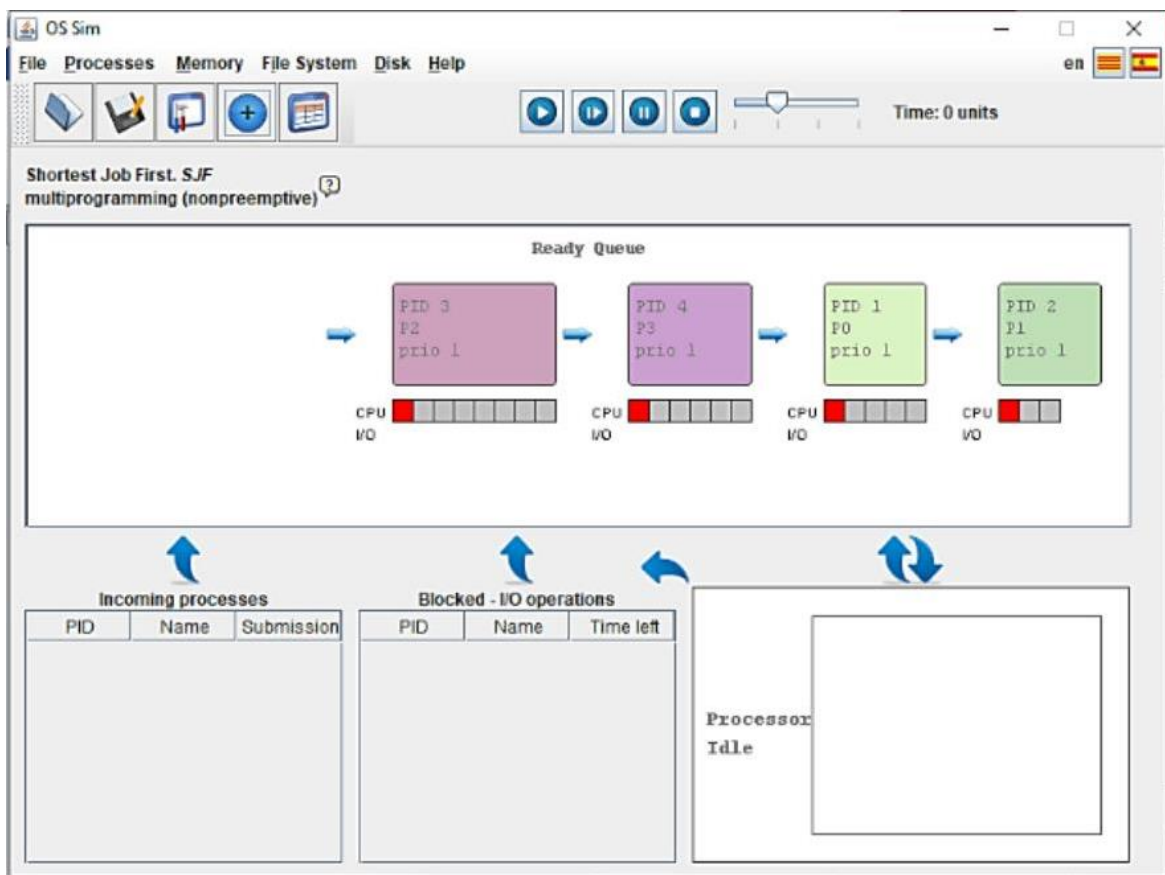 OS Sim
File Processes Memory File System Disk Help en
Time: 0 units
Shortest Job First. SJF
multiprogramming (nonpreemptive) ?
Ready Queue
PID 3 PID 4 PID 1 PID 2
P2 P3 P0 P1
prio 1 prio 1 prio 1 prio 1
CPU CPU CPU CPU
I/O I/O I/O I/O
Incoming processes Blocked - I/O operations
PID Name Submission PID Name Time left
Processor
Idle